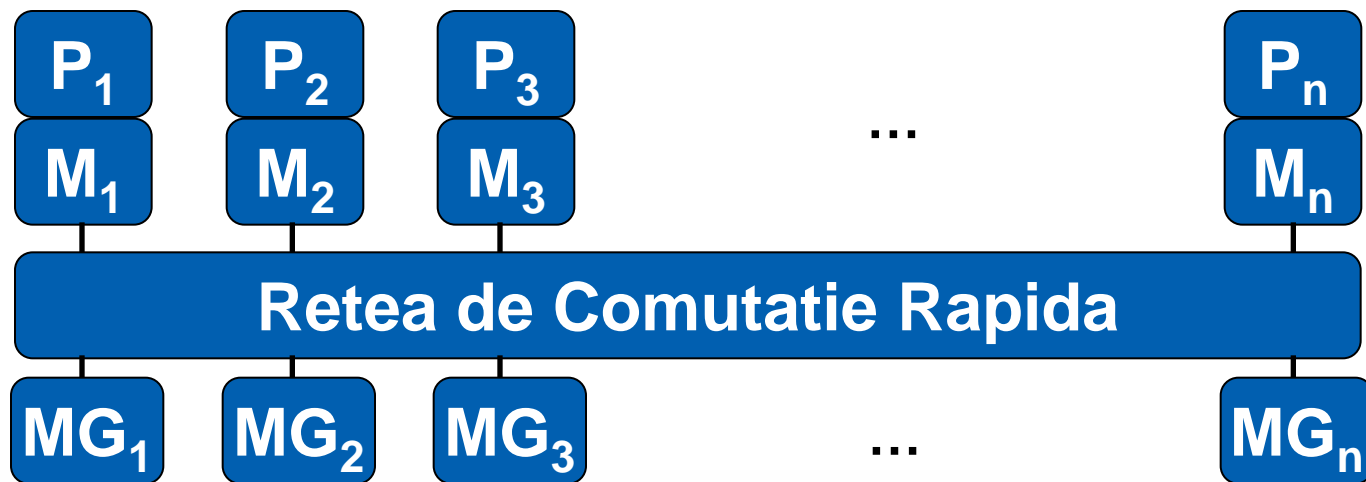 P₁ P₂ P₃ Pₙ
...
M₁ M₂ M₃ Mₙ
Retea de Comutatie Rapida
MG₁ MG₂ MG₃ ... MGₙ